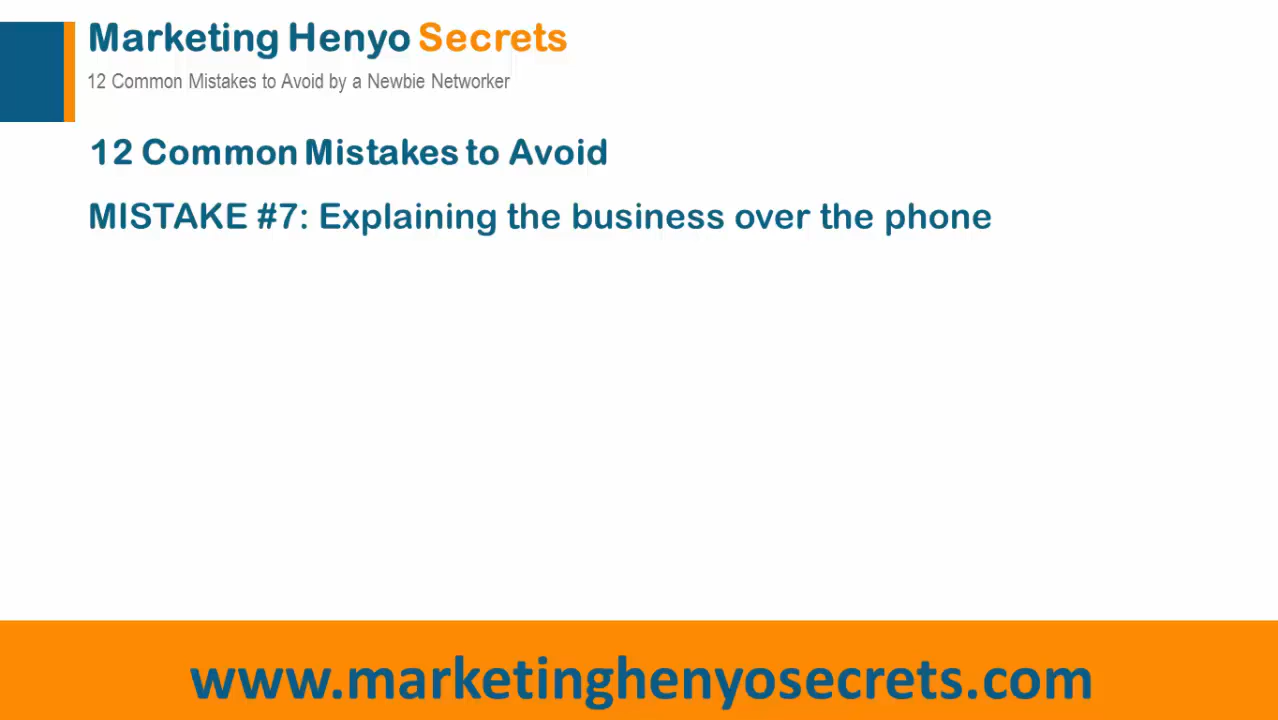 Marketing Henyo Secrets
12 Common Mistakes to Avoid by a Newbie Networker
12 Common Mistakes to Avoid
MISTAKE #7: Explaining the business over the phone
www.marketinghenyosecrets.com